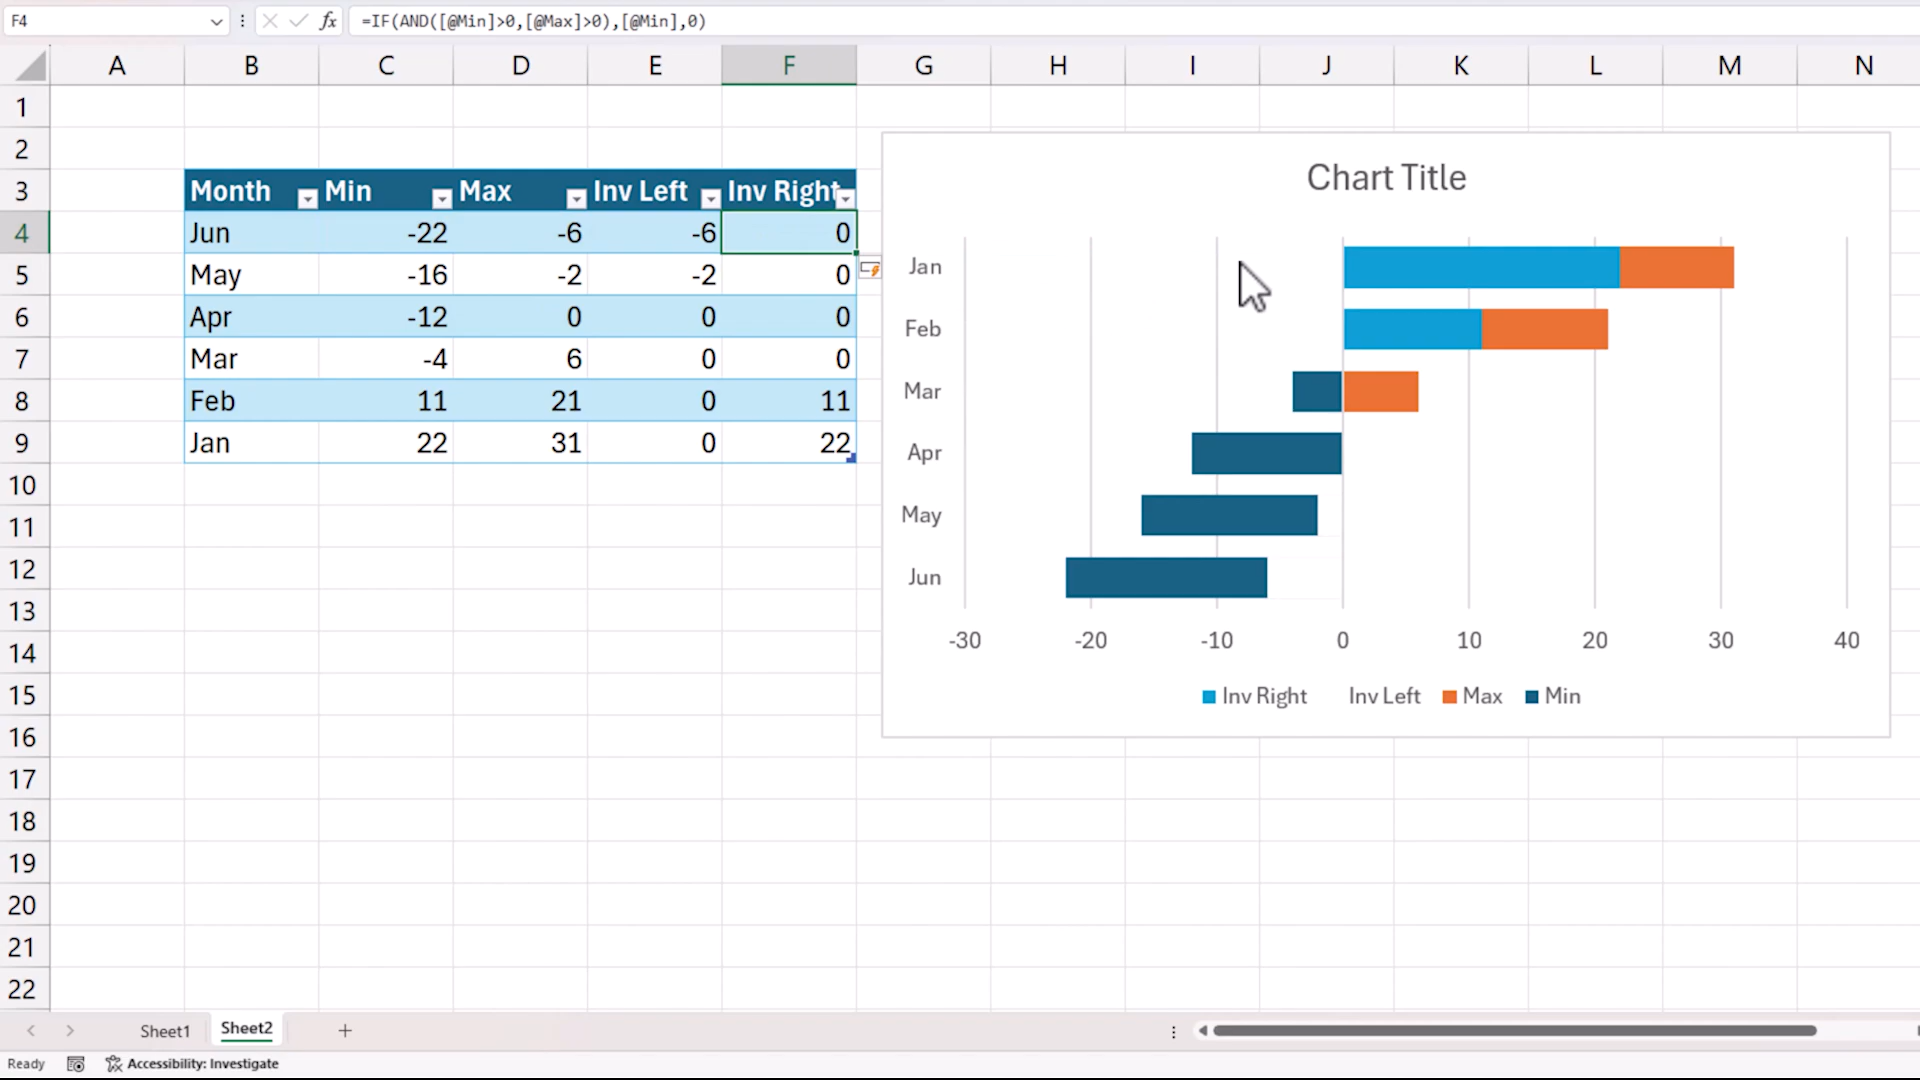 F4 fx =IF(AND([@Min]>0,[@Max]>0),[@Min],0)
A B C D E F G H I J K L M N
1
2
3 Month Min Max Inv Left Inv Right
4 Jun -22 -6 -6 0
5 May -16 -2 -2 0
6 Apr -12 0 0 0
7 Mar -4 6 0 0
8 Feb 11 21 0 11
9 Jan 22 31 0 22
10
11
12
13
14
15
16
17
18
19
20
21
22
Chart Title
Jan
Feb
Mar
Apr
May
Jun
-30 -20 -10 0 10 20 30 40
Inv Right Inv Left Max Min
Sheet1 Sheet2 +
Ready Accessibility: Investigate